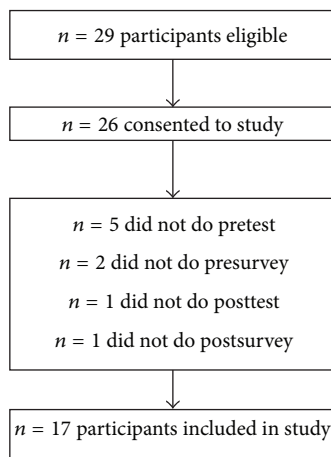 n = 29 participants eligible
n = 26 consented to study
n = 5 did not do pretest
n = 2 did not do presurvey
n = 1 did not do posttest
n = 1 did not do postsurvey
n = 17 participants included in study